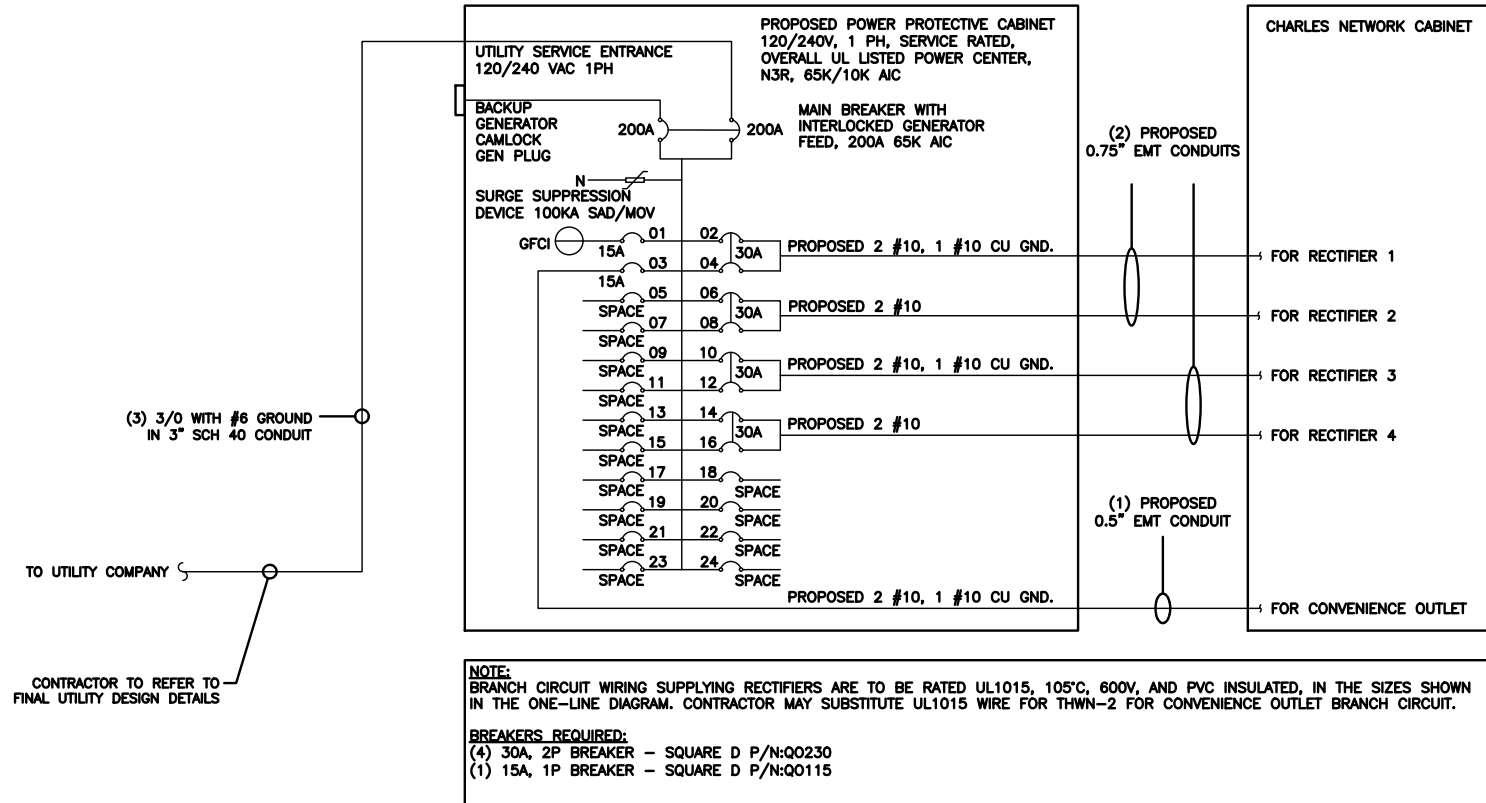 PROPOSED POWER PROTECTIVE CABINET
120/240V, 1 PH, SERVICE RATED,
OVERALL UL LISTED POWER CENTER,
N3R, 65K/10K AIC
CHARLES NETWORK CABINET
UTILITY SERVICE ENTRANCE
120/240 VAC 1PH
BACKUP
GENERATOR
CAMLOCK
GEN PLUG
200A
200A
MAIN BREAKER WITH
INTERLOCKED GENERATOR
FEED, 200A 65K AIC
(2) PROPOSED
0.75" EMT CONDUITS
N
SURGE SUPPRESSION
DEVICE 100KA SAD/MOV
GFCI
15A
01
02
30A
PROPOSED 2 #10, 1 #10 CU GND.
FOR RECTIFIER 1
15A
03
04
SPACE
05
06
30A
PROPOSED 2 #10
FOR RECTIFIER 2
SPACE
07
08
SPACE
09
10
30A
PROPOSED 2 #10, 1 #10 CU GND.
FOR RECTIFIER 3
SPACE
11
12
SPACE
13
14
30A
PROPOSED 2 #10
FOR RECTIFIER 4
SPACE
15
16
SPACE
17
18
SPACE
SPACE
19
20
SPACE
SPACE
21
22
SPACE
SPACE
23
24
SPACE
(3) 3/0 WITH #6 GROUND
IN 3" SCH 40 CONDUIT
(1) PROPOSED
0.5" EMT CONDUIT
TO UTILITY COMPANY
PROPOSED 2 #10, 1 #10 CU GND.
FOR CONVENIENCE OUTLET
CONTRACTOR TO REFER TO
FINAL UTILITY DESIGN DETAILS
NOTE:
BRANCH CIRCUIT WIRING SUPPLYING RECTIFIERS ARE TO BE RATED UL1015, 105°C, 600V, AND PVC INSULATED, IN THE SIZES SHOWN
IN THE ONE-LINE DIAGRAM. CONTRACTOR MAY SUBSTITUTE UL1015 WIRE FOR THWN-2 FOR CONVENIENCE OUTLET BRANCH CIRCUIT.
BREAKERS REQUIRED:
(4) 30A, 2P BREAKER - SQUARE D P/N:QO230
(1) 15A, 1P BREAKER - SQUARE D P/N:QO115